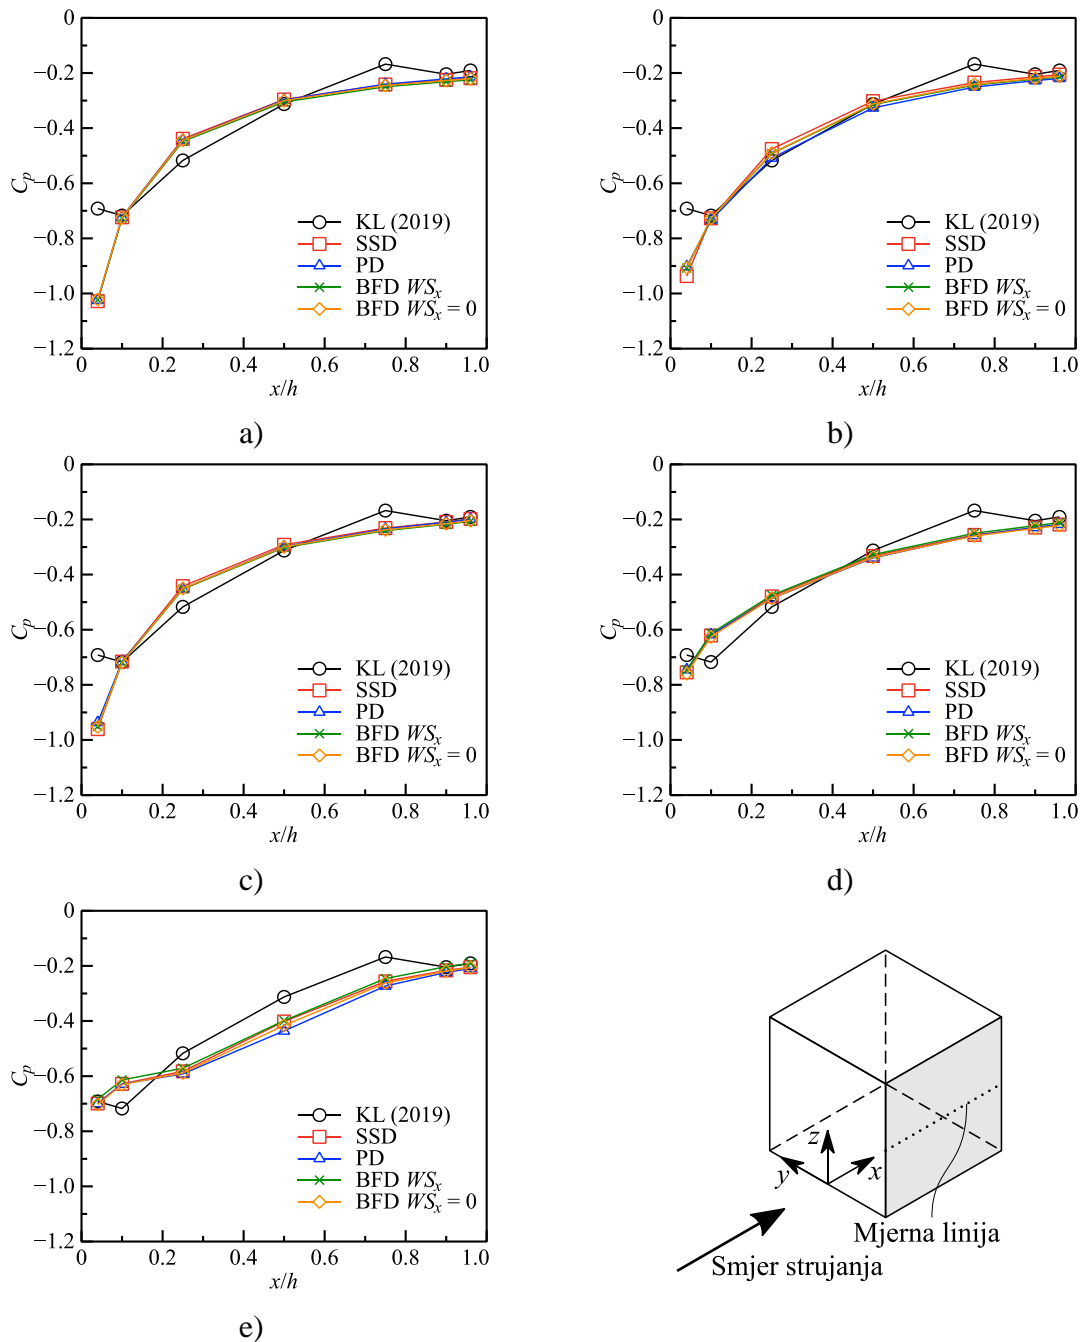 0
−0.2
−0.4
−0.6
−0.8
−1.0
−1.2
C_p
0 0.2 0.4 0.6 0.8 1.0
x/h
KL (2019)
SSD
PD
BFD WS_x
BFD WS_x = 0
a)
0
−0.2
−0.4
−0.6
−0.8
−1.0
−1.2
C_p
0 0.2 0.4 0.6 0.8 1.0
x/h
KL (2019)
SSD
PD
BFD WS_x
BFD WS_x = 0
b)
0
−0.2
−0.4
−0.6
−0.8
−1.0
−1.2
C_p
0 0.2 0.4 0.6 0.8 1.0
x/h
KL (2019)
SSD
PD
BFD WS_x
BFD WS_x = 0
c)
0
−0.2
−0.4
−0.6
−0.8
−1.0
−1.2
C_p
0 0.2 0.4 0.6 0.8 1.0
x/h
KL (2019)
SSD
PD
BFD WS_x
BFD WS_x = 0
d)
0
−0.2
−0.4
−0.6
−0.8
−1.0
−1.2
C_p
0 0.2 0.4 0.6 0.8 1.0
x/h
KL (2019)
SSD
PD
BFD WS_x
BFD WS_x = 0
e)
z
y
x
Mjerna linija
Smjer strujanja